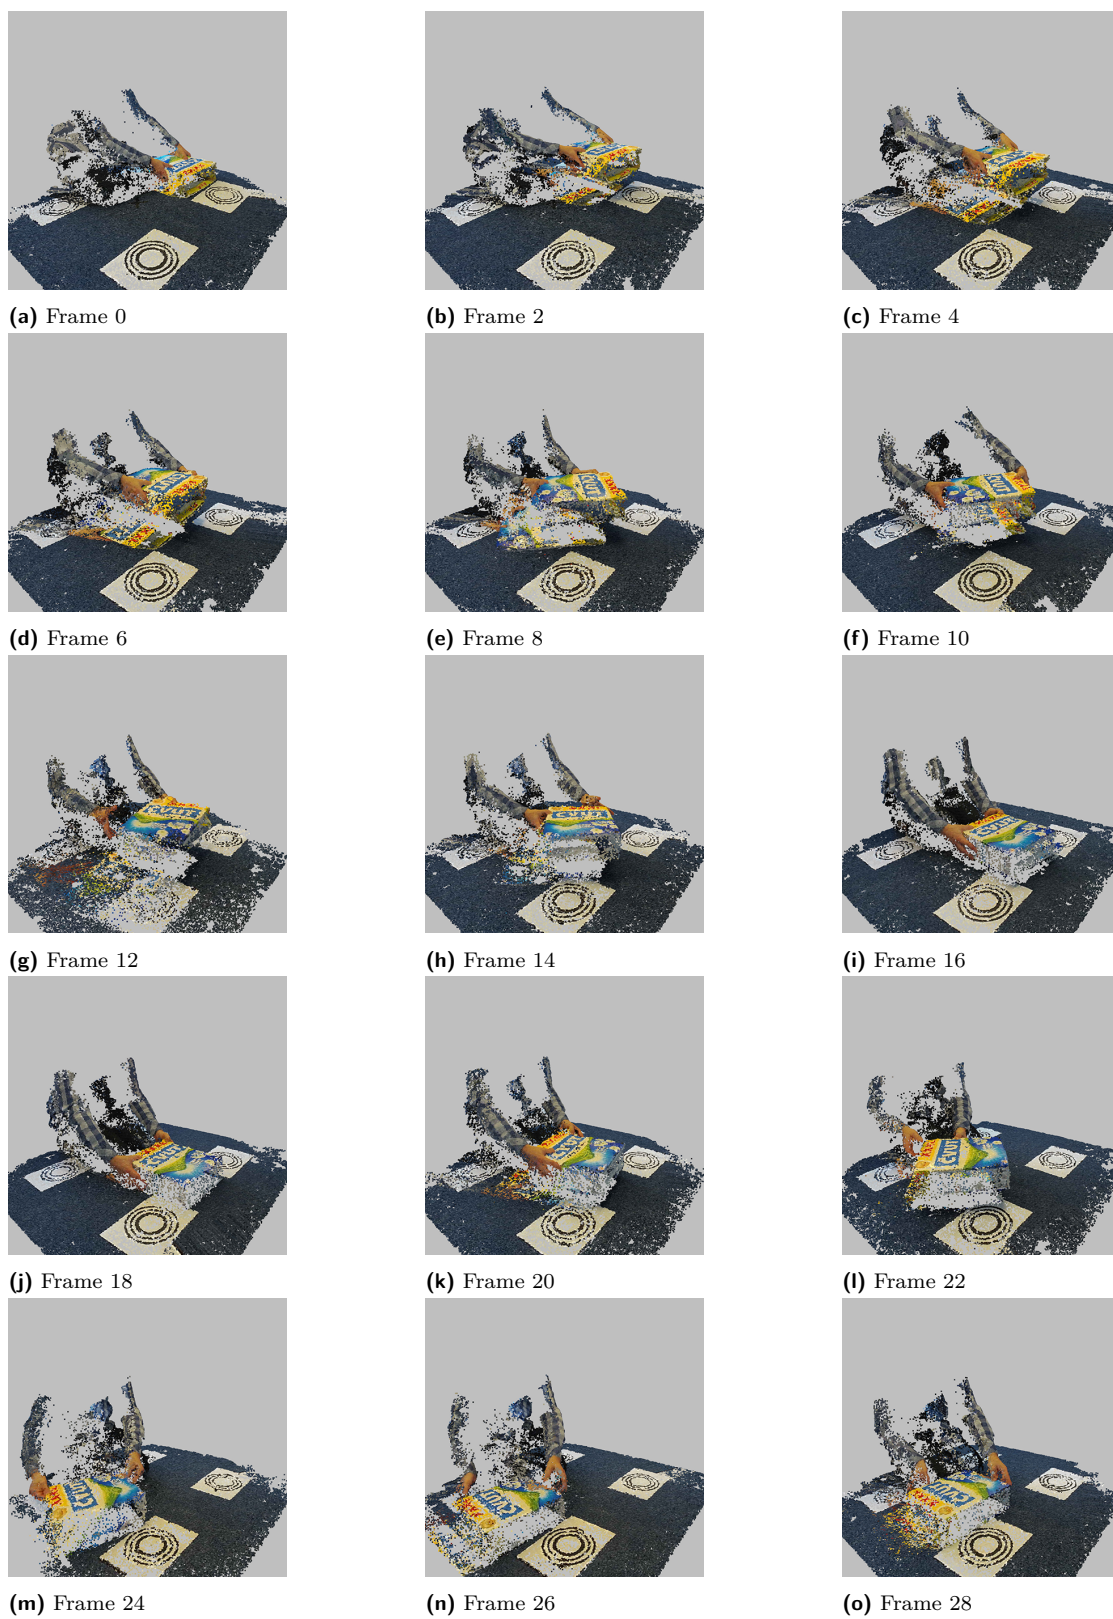 (a) Frame 0
(b) Frame 2
(c) Frame 4
(d) Frame 6
(e) Frame 8
(f) Frame 10
(g) Frame 12
(h) Frame 14
(i) Frame 16
(j) Frame 18
(k) Frame 20
(l) Frame 22
(m) Frame 24
(n) Frame 26
(o) Frame 28